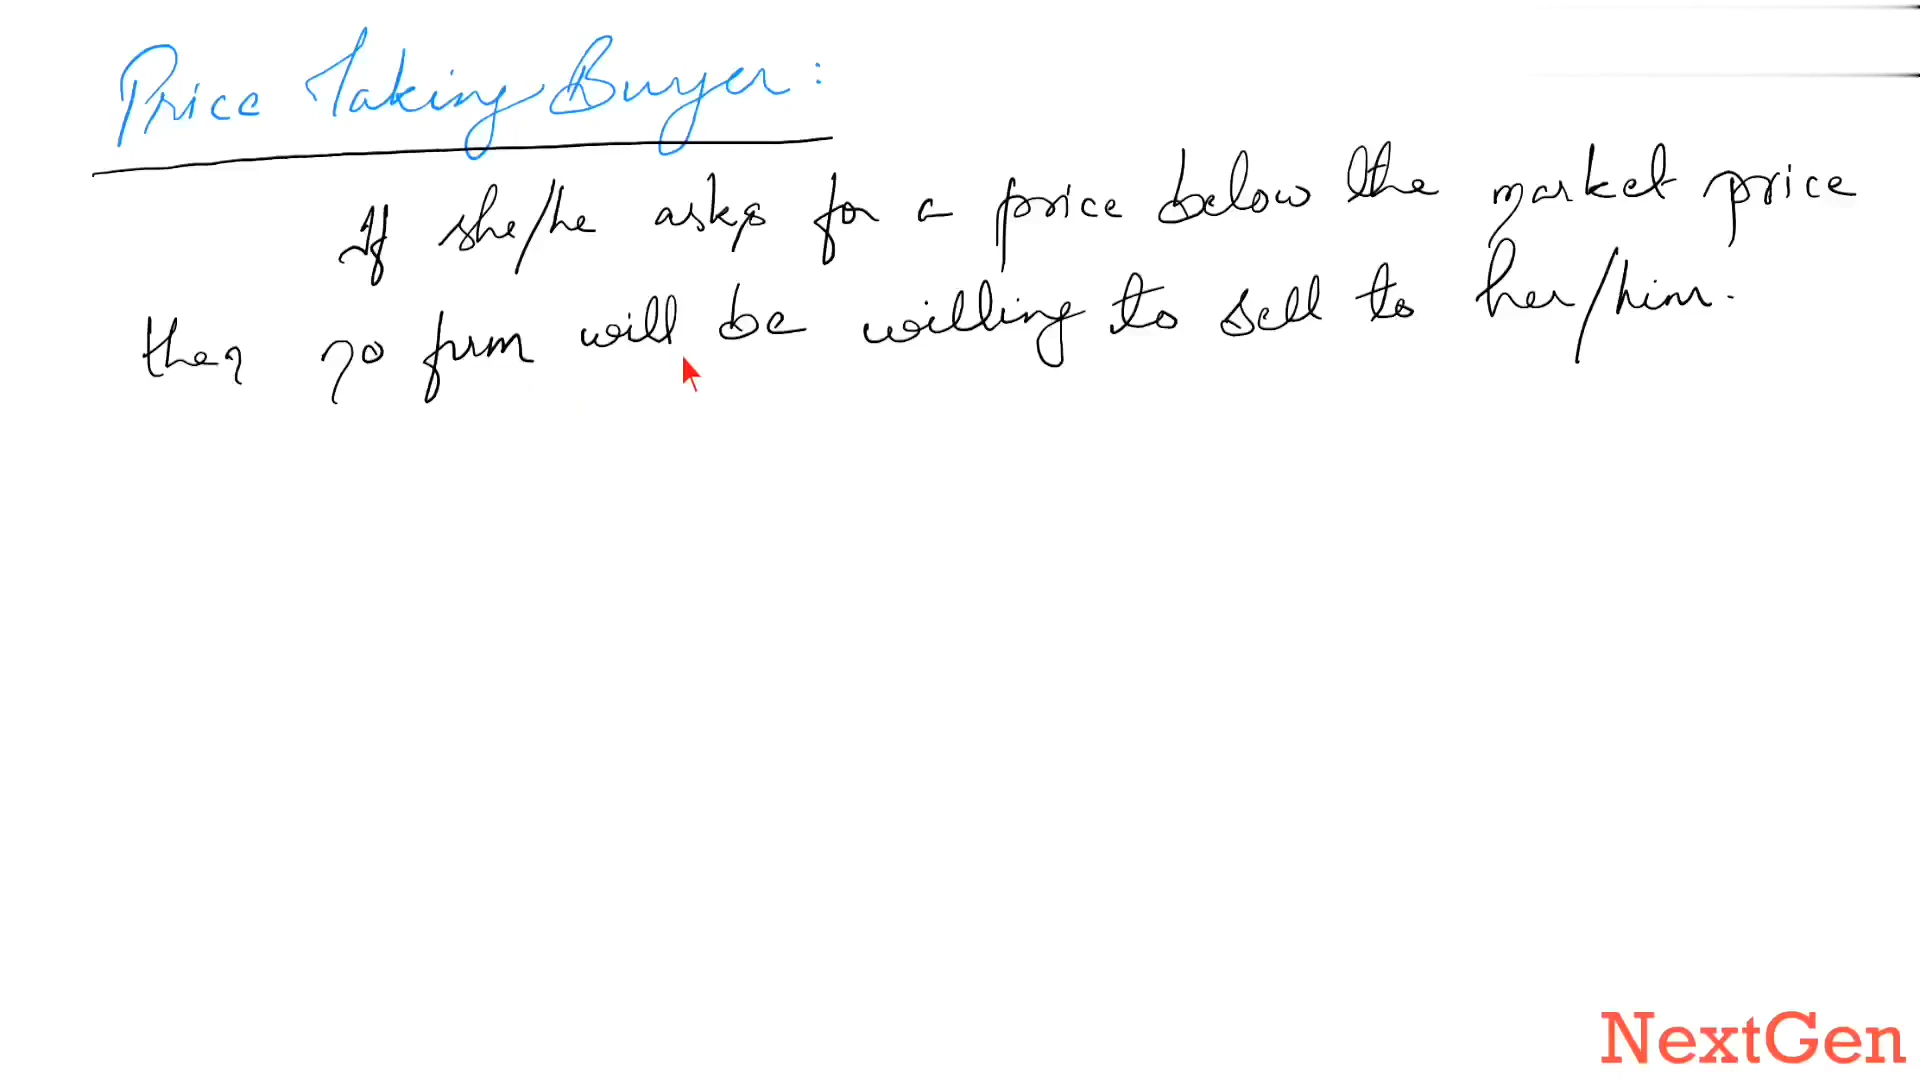 Price Taking Buyer:
If she/he asks for a price below the market price
then no firm will be willing to sell to her/him.
NextGen